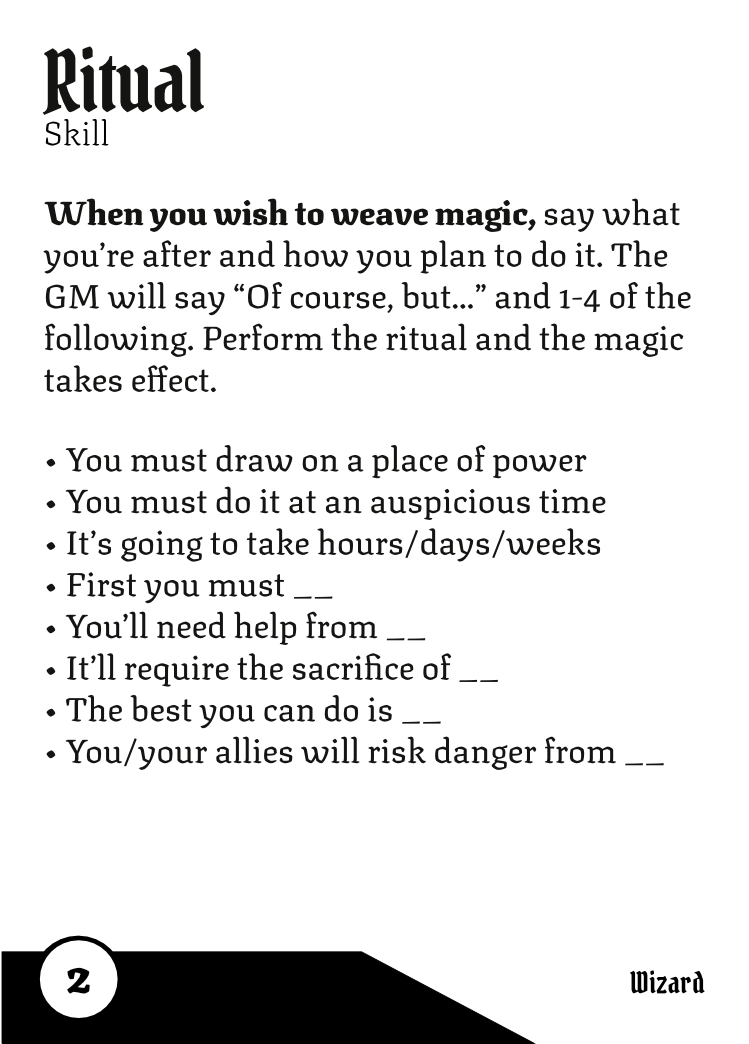 Ritual
Skill
When you wish to weave magic, say what
you’re after and how you plan to do it. The
GM will say “Of course, but...” and 1-4 of the
following. Perform the ritual and the magic
takes effect.
• You must draw on a place of power
• You must do it at an auspicious time
• It’s going to take hours/days/weeks
• First you must __
• You’ll need help from __
• It’ll require the sacrifice of __
• The best you can do is __
• You/your allies will risk danger from __
2
Wizard